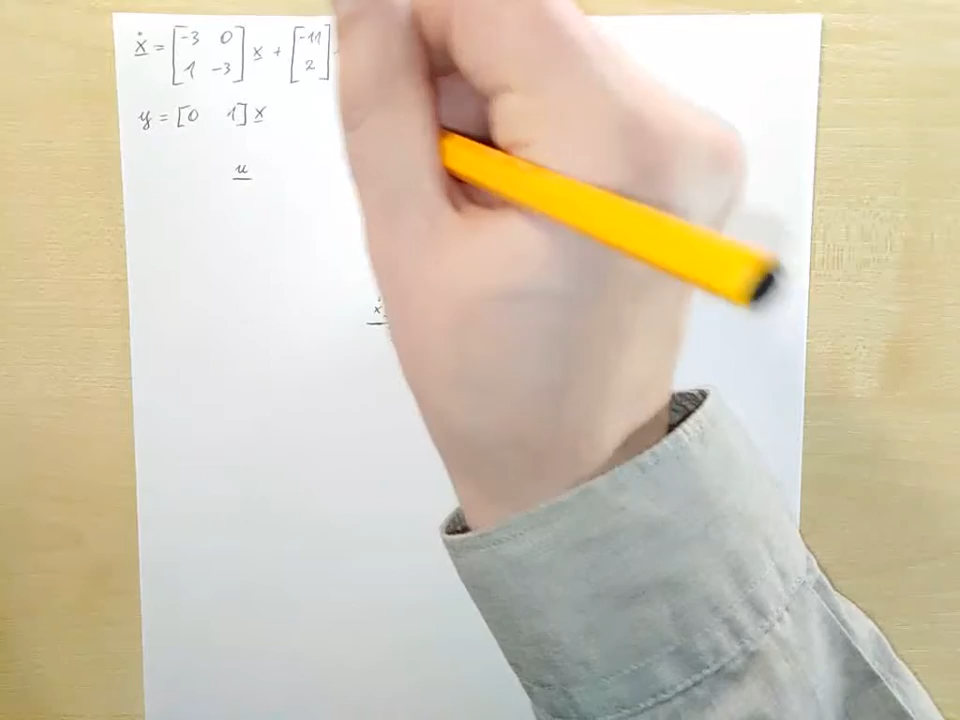 ẋ = [-3 0; 1 -3] x + [-11; 2]
y = [0 1] x
u
ẋ